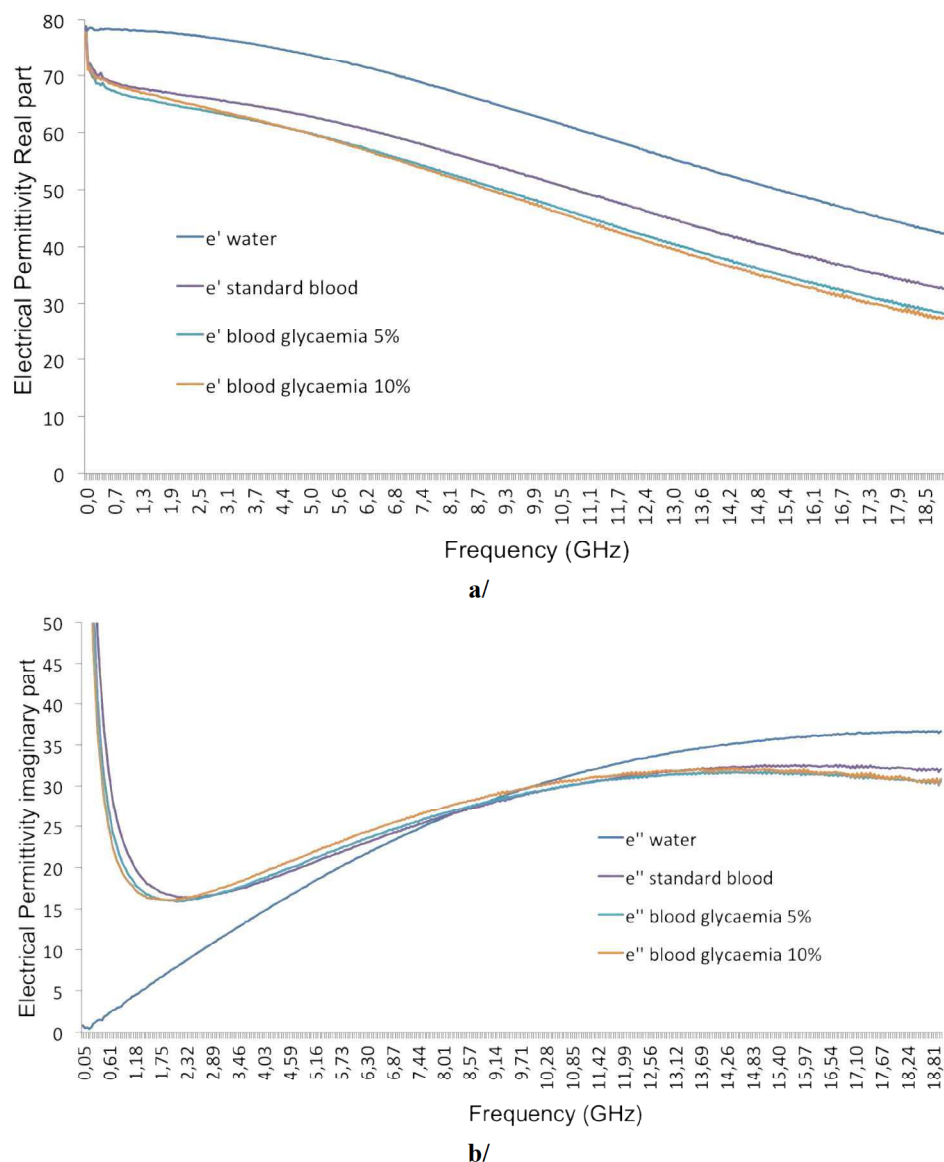 80
70
60
50
40
30
20
10
0
Electrical Permittivity Real part
e' water
e' standard blood
e' blood glycaemia 5%
e' blood glycaemia 10%
0,0 0,7 1,3 1,9 2,5 3,1 3,7 4,4 5,0 5,6 6,2 6,8 7,4 8,1 8,7 9,3 9,9 10,5 11,1 11,7 12,4 13,0 13,6 14,2 14,8 15,4 16,1 16,7 17,3 17,9 18,5
Frequency (GHz)
a/
50
45
40
35
30
25
20
15
10
5
0
Electrical Permittivity imaginary part
e'' water
e'' standard blood
e'' blood glycaemia 5%
e'' blood glycaemia 10%
0,05 0,61 1,18 1,75 2,32 2,89 3,46 4,03 4,59 5,16 5,73 6,30 6,87 7,44 8,01 8,57 9,14 9,71 10,28 10,85 11,42 11,99 12,56 13,12 13,69 14,26 14,83 15,40 15,97 16,54 17,10 17,67 18,24 18,81
Frequency (GHz)
b/